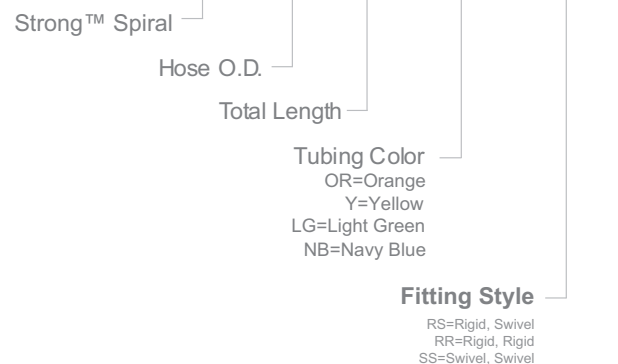 Strong™ Spiral
Hose O.D.
Total Length
Tubing Color
OR=Orange
Y=Yellow
LG=Light Green
NB=Navy Blue
Fitting Style
RS=Rigid, Swivel
RR=Rigid, Rigid
SS=Swivel, Swivel